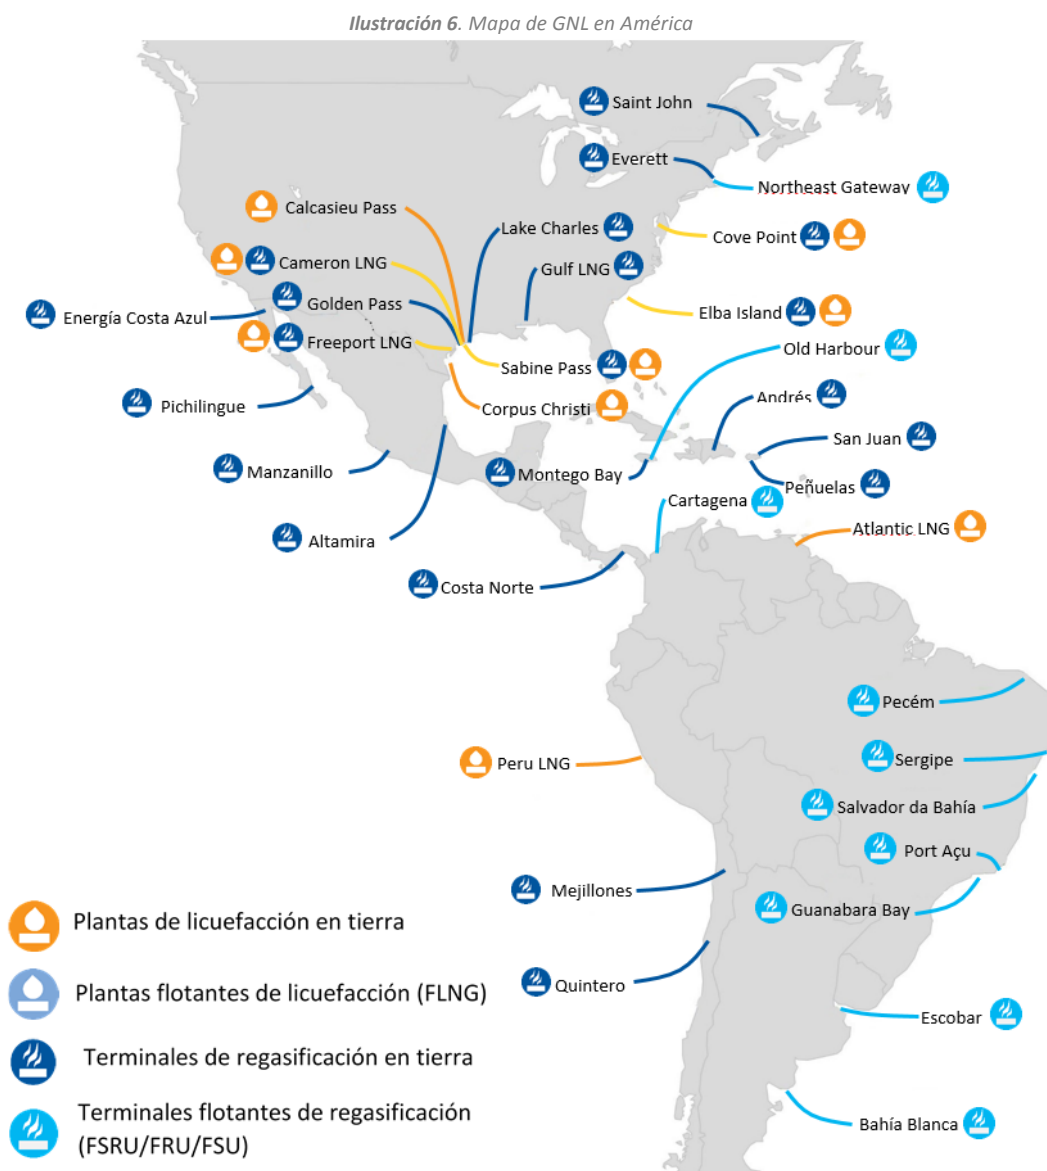 Ilustración 6. Mapa de GNL en América
Saint John
Everett
Northeast Gateway
Calcasieu Pass
Lake Charles
Cove Point
Cameron LNG
Gulf LNG
Golden Pass
Energía Costa Azul
Elba Island
Freeport LNG
Old Harbour
Sabine Pass
Pichilingue
Corpus Christi
Andrés
San Juan
Manzanillo
Montego Bay
Peñuelas
Cartagena
Altamira
Atlantic LNG
Costa Norte
Pecém
Peru LNG
Sergipe
Salvador da Bahía
Port Açu
Mejillones
Guanabara Bay
Quintero
Escobar
Bahía Blanca
Plantas de licuefacción en tierra
Plantas flotantes de licuefacción (FLNG)
Terminales de regasificación en tierra
Terminales flotantes de regasificación
(FSRU/FRU/FSU)